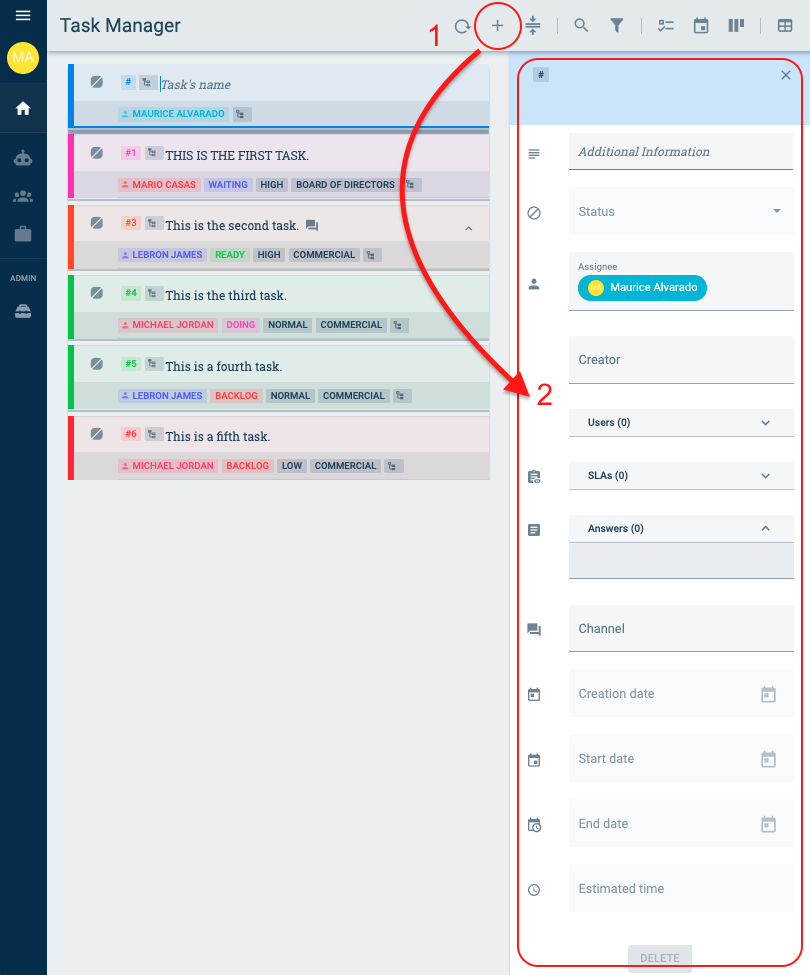 Task Manager
1
MA
ADMIN
# Task's name
MAURICE ALVARADO
#1 THIS IS THE FIRST TASK.
MARIO CASAS WAITING HIGH BOARD OF DIRECTORS
#3 This is the second task.
LEBRON JAMES READY HIGH COMMERCIAL
#4 This is the third task.
MICHAEL JORDAN DOING NORMAL COMMERCIAL
#5 This is a fourth task.
LEBRON JAMES BACKLOG NORMAL COMMERCIAL
#6 This is a fifth task.
MICHAEL JORDAN BACKLOG LOW COMMERCIAL
2
#
Additional Information
Status
Assignee
MA Maurice Alvarado
Creator
Users (0)
SLAs (0)
Answers (0)
Channel
Creation date
Start date
End date
Estimated time
DELETE